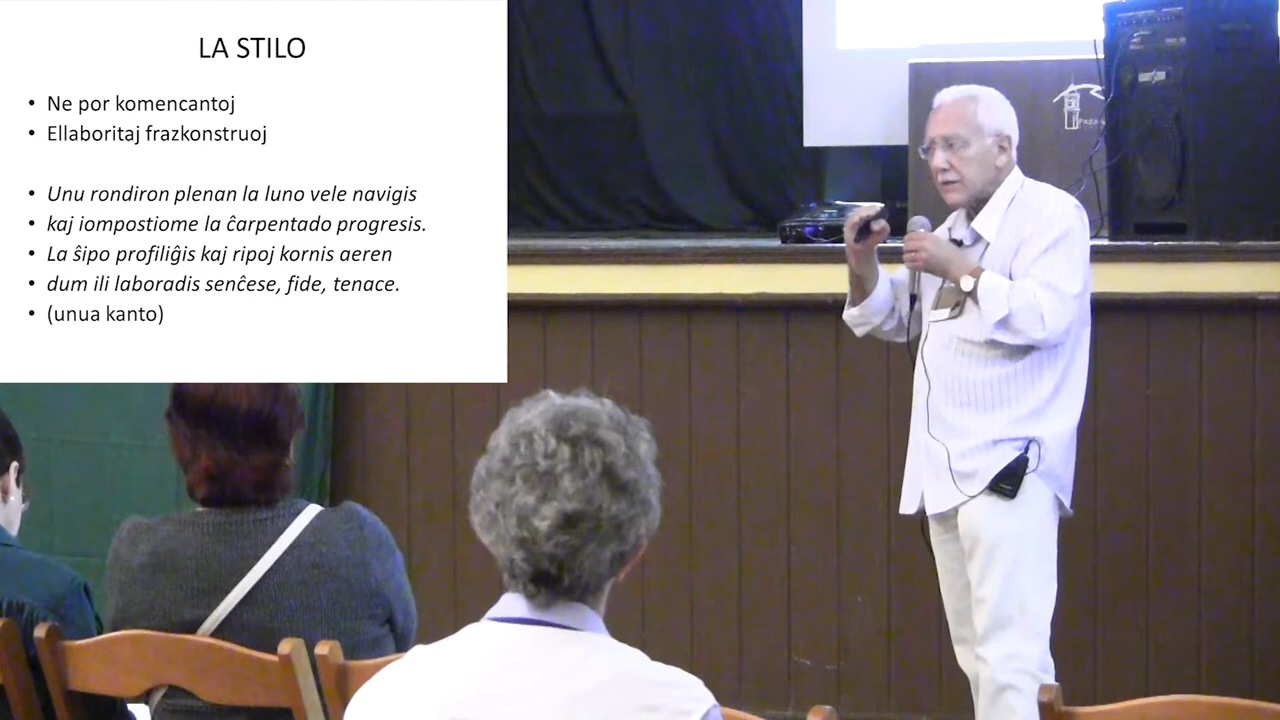 LA STILO
• Ne por komencantoj
• Ellaboritaj frazkonstruoj
• Unu rondiron plenan la luno vele navigis
• kaj iompostiome la ĉarpentado progresis.
• La ŝipo profiliĝis kaj ripoj kornis aeren
• dum ili laboradis senĉese, fide, tenace.
• (unua kanto)